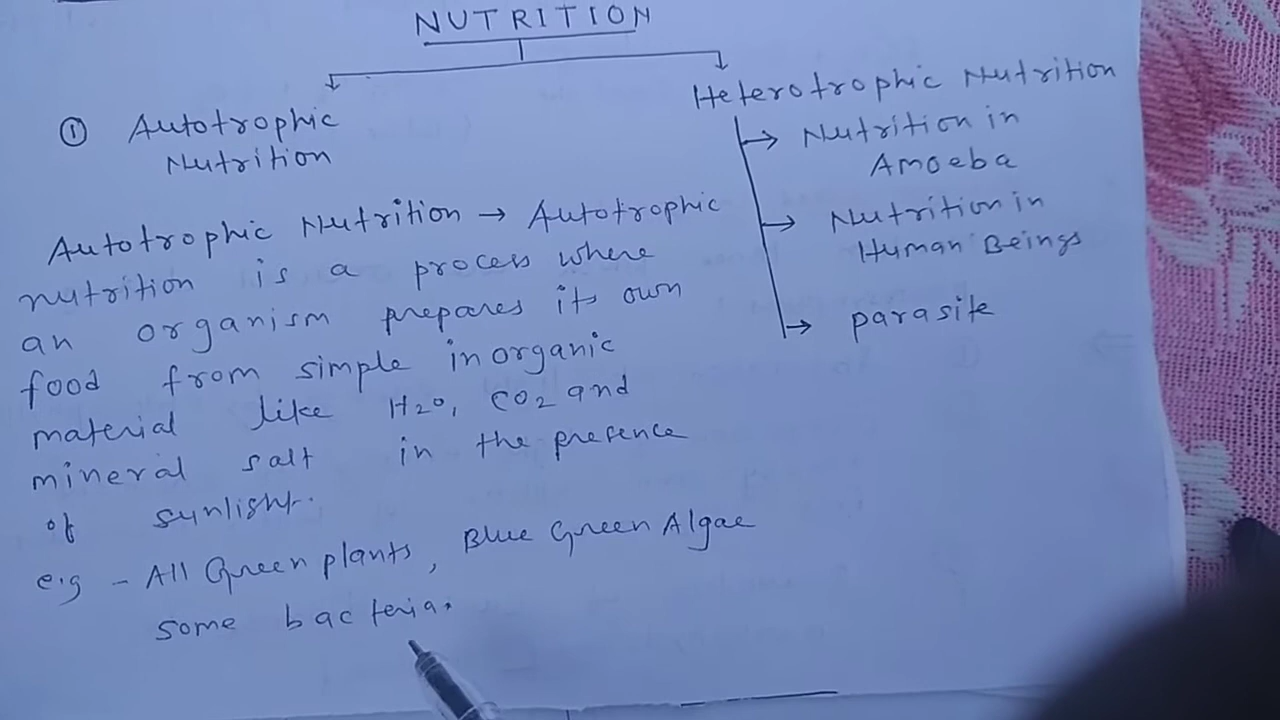 NUTRITION
① Autotrophic
Nutrition
Heterotrophic Nutrition
→ Nutrition in
Amoeba
→ Nutrition in
Human Beings
→ parasite
Autotrophic Nutrition → Autotrophic
nutrition is a process where
an organism prepares its own
food from simple inorganic
material like H2O, CO2 and
mineral salt in the presence
of sunlight.
e.g - All Green plants, Blue Green Algae
some bacteria.